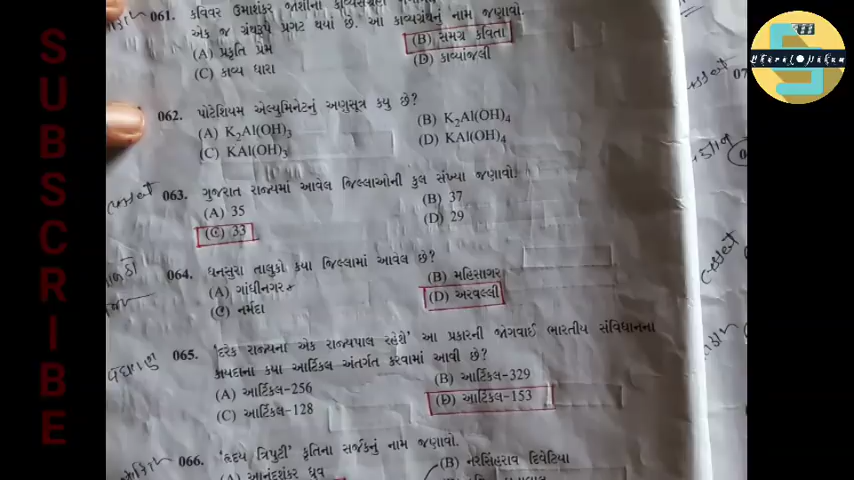 SUBSCRIBE
061. કવિવર ઉમાશંકર જોશીના
એક જ ગ્રંથરૂપે પ્રગટ થયાં છે. આ કાવ્યગ્રંથનું નામ જણાવો.
(A) પ્રકૃતિ પ્રેમ
(B) સમગ્ર કવિતા
(C) કાવ્ય ધારા
(D) કાવ્યાંજલી
062. પોટેશિયમ એલ્યુમિનેટનું અણુસૂત્ર કયુ છે?
(A) K₂Al(OH)₃
(B) K₂Al(OH)₄
(C) KAl(OH)₃
(D) KAl(OH)₄
063. ગુજરાત રાજ્યમાં આવેલ જિલ્લાઓની કુલ સંખ્યા જણાવો.
(A) 35
(B) 37
(C) 33
(D) 29
064. ધનસુરા તાલુકો કયા જિલ્લામાં આવેલ છે?
(A) ગાંધીનગર
(B) મહિસાગર
(C) નર્મદા
(D) અરવલ્લી
065. 'દરેક રાજ્યના એક રાજ્યપાલ રહેશે' આ પ્રકારની જોગવાઈ ભારતીય સંવિધાનના
કાયદાના કયા આર્ટિકલ અંતર્ગત કરવામાં આવી છે?
(A) આર્ટિકલ-256
(B) આર્ટિકલ-329
(C) આર્ટિકલ-128
(D) આર્ટિકલ-153
066. 'હૃદય ત્રિપુટી' કૃતિના સર્જકનું નામ જણાવો.
(A) આનંદશંકર ધ્રુવ
(B) નરસિંહરાવ દિવેટિયા